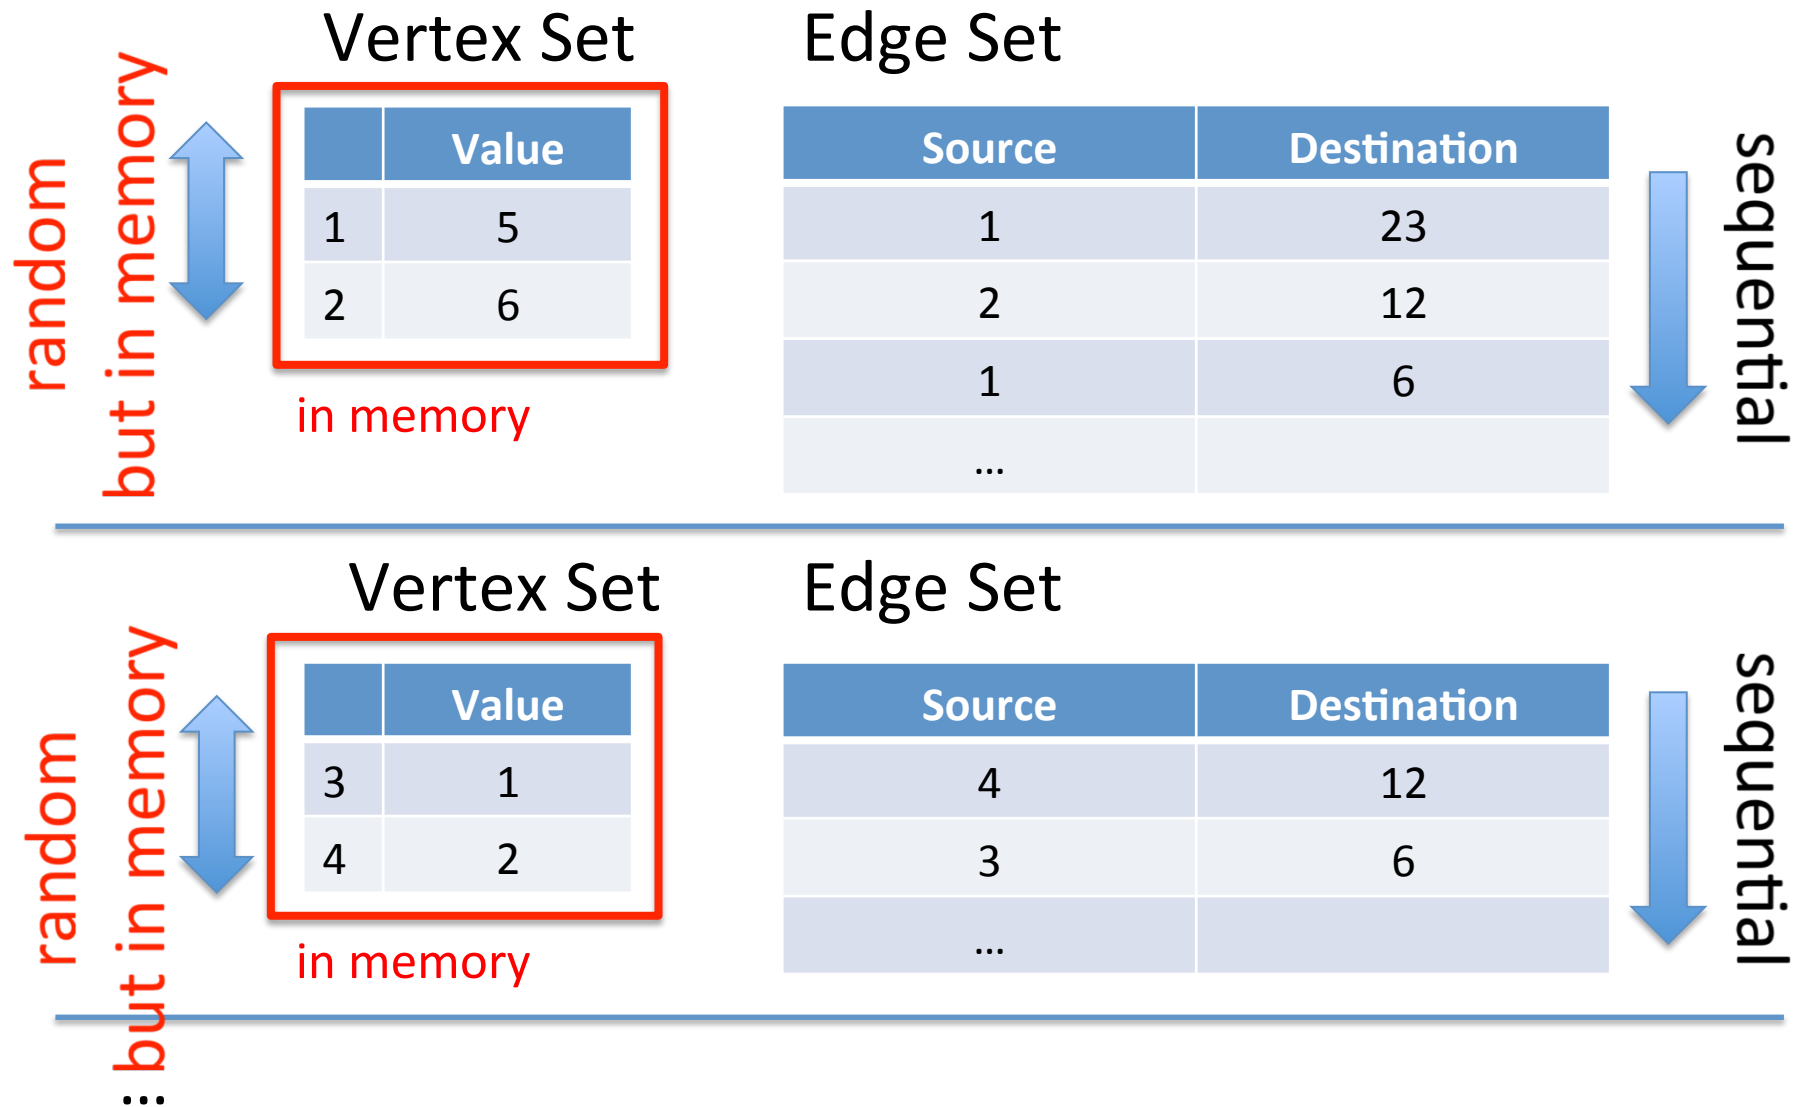 Vertex Set Edge Set
random
but in memory
Value
1 5
2 6
in memory
Source Destination
1 23
2 12
1 6
...
sequential
Vertex Set Edge Set
random
but in memory
Value
3 1
4 2
in memory
Source Destination
4 12
3 6
...
sequential
...